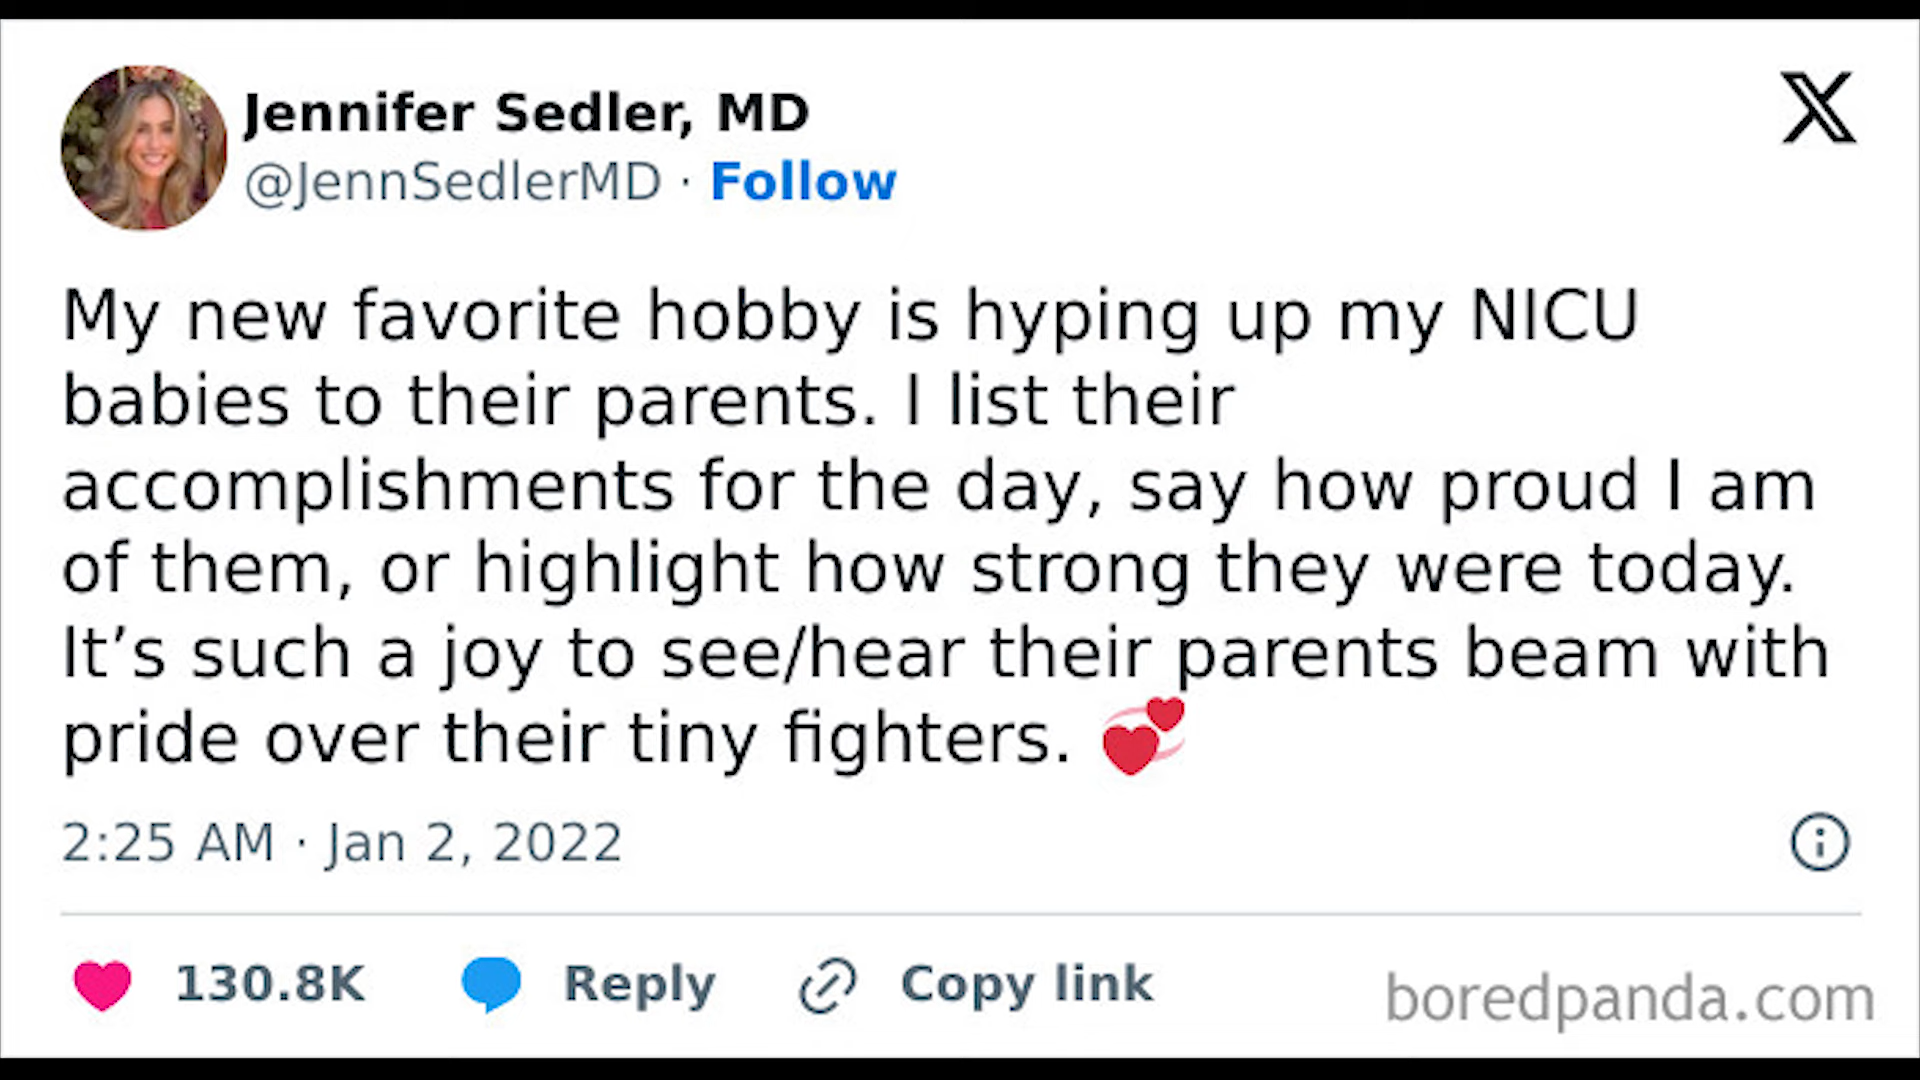 Jennifer Sedler, MD
@JennSedlerMD · Follow
My new favorite hobby is hyping up my NICU
babies to their parents. I list their
accomplishments for the day, say how proud I am
of them, or highlight how strong they were today.
It’s such a joy to see/hear their parents beam with
pride over their tiny fighters. 💞
2:25 AM · Jan 2, 2022
130.8K Reply Copy link
boredpanda.com